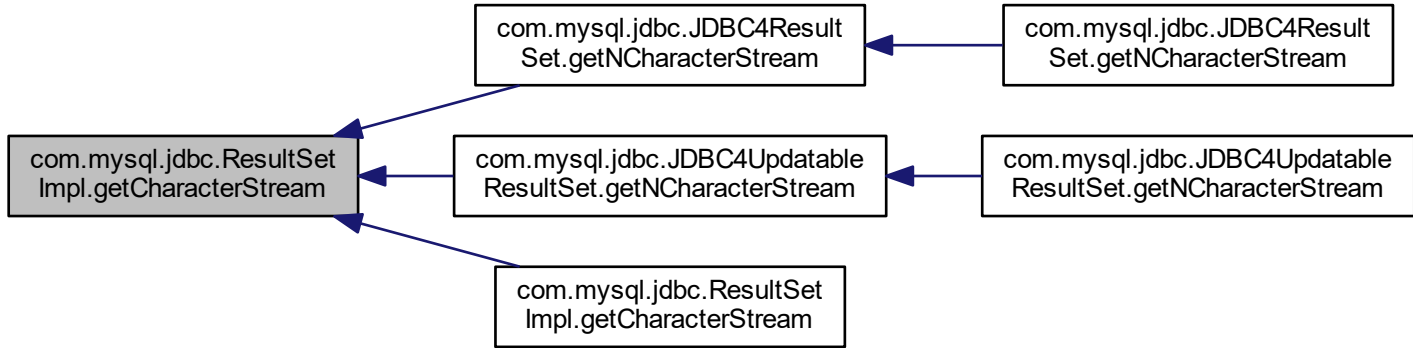 com.mysql.jdbc.JDBC4Result
Set.getNCharacterStream
com.mysql.jdbc.JDBC4Result
Set.getNCharacterStream
com.mysql.jdbc.ResultSet
Impl.getCharacterStream
com.mysql.jdbc.JDBC4Updatable
ResultSet.getNCharacterStream
com.mysql.jdbc.JDBC4Updatable
ResultSet.getNCharacterStream
com.mysql.jdbc.ResultSet
Impl.getCharacterStream